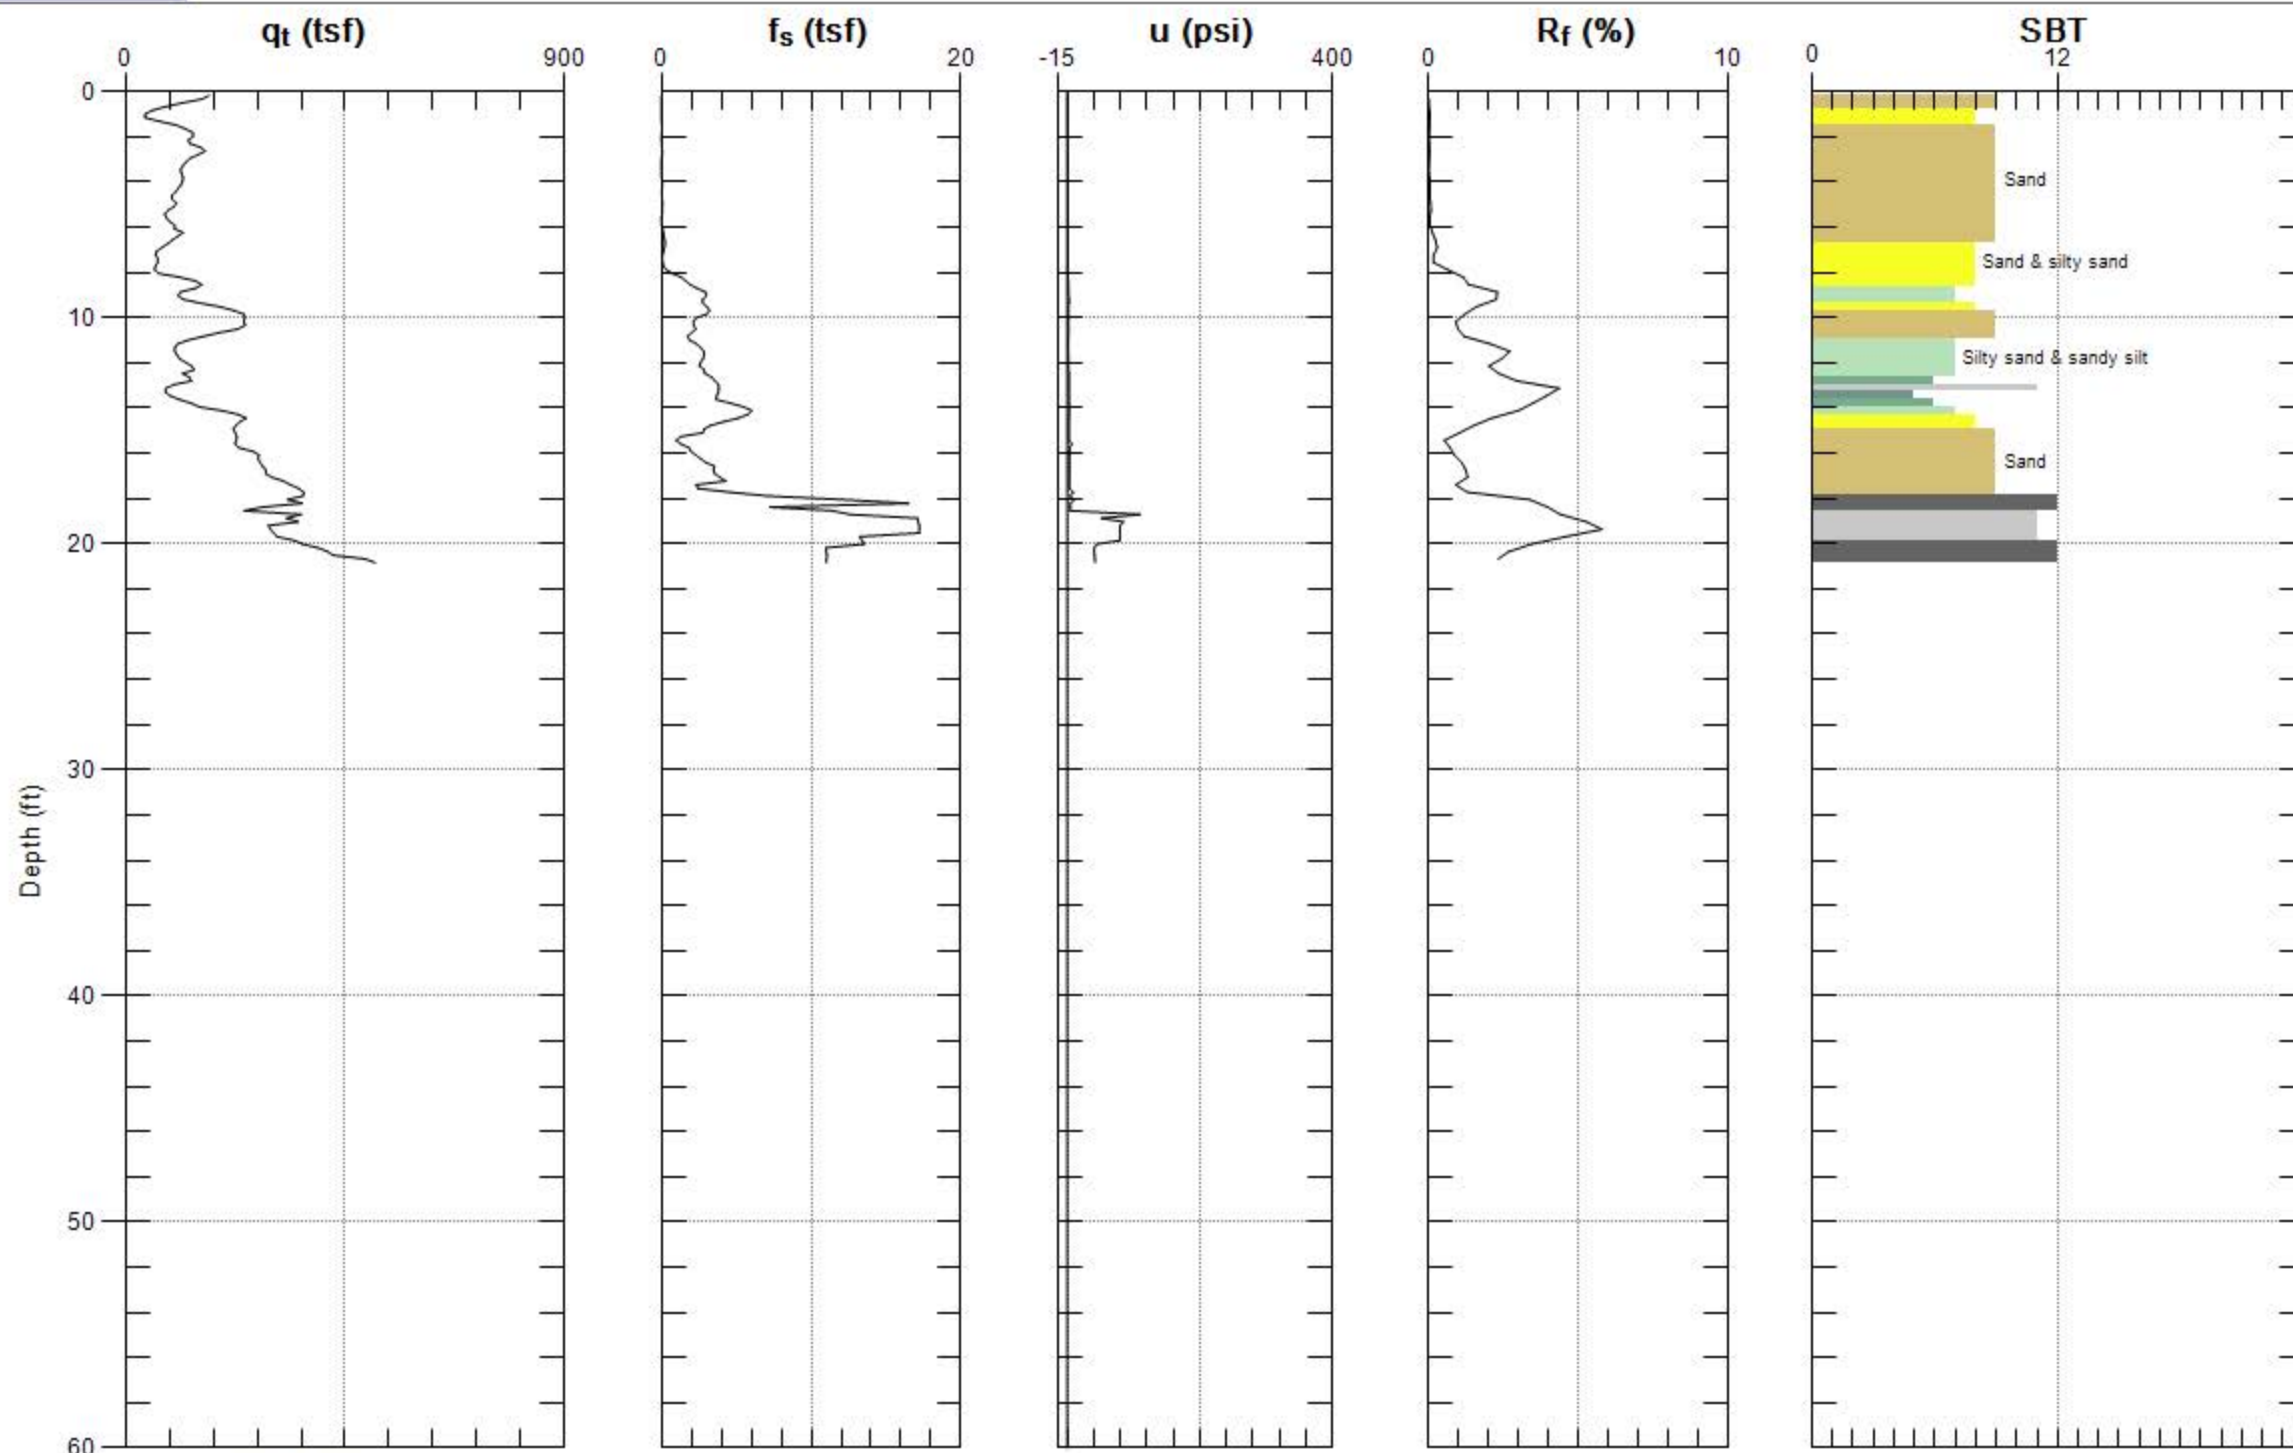 qt (tsf) fs (tsf) u (psi) Rf (%) SBT
0 900 0 20 -15 400 0 10 0 12
0
Sand
Sand & silty sand
10
Silty sand & sandy silt
Sand
20
30
Depth (ft)
40
50
60